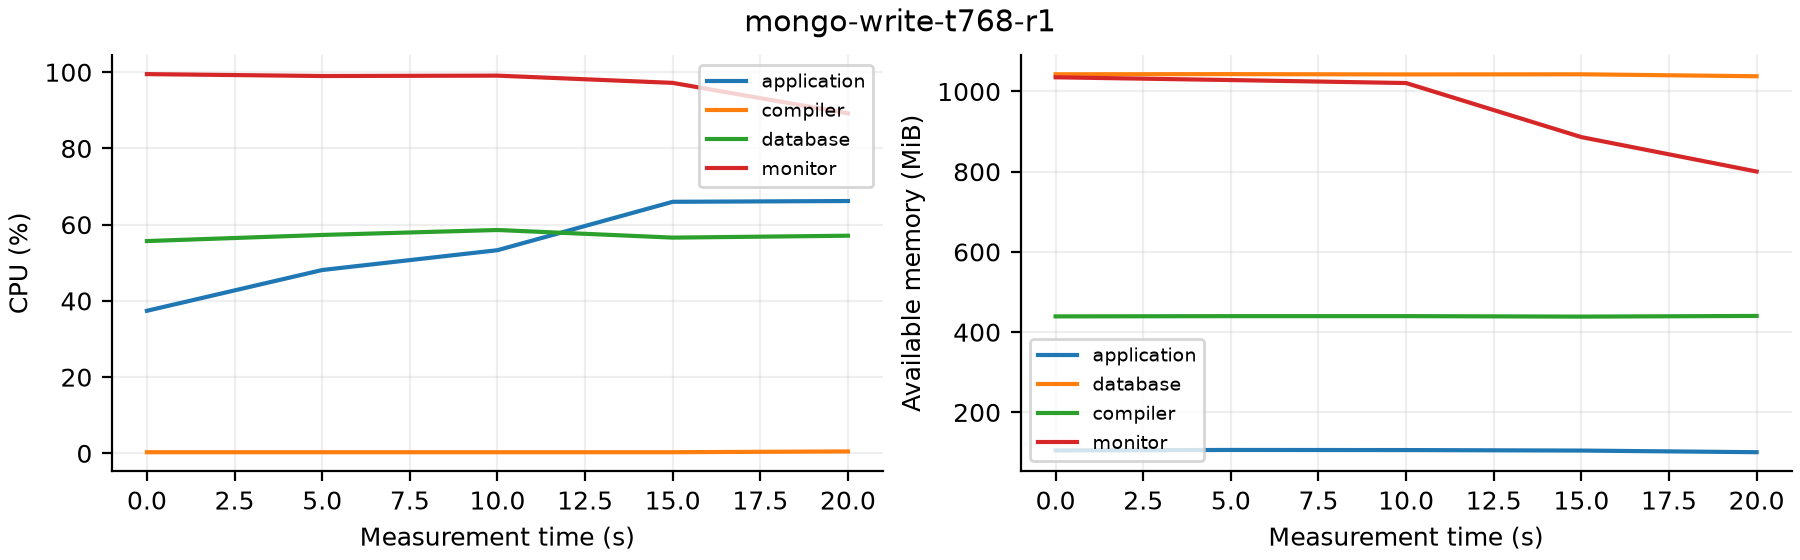 mongo-write-t768-r1
CPU (%)
100
80
60
40
20
0
application
compiler
database
monitor
0.0 2.5 5.0 7.5 10.0 12.5 15.0 17.5 20.0
Measurement time (s)
Available memory (MiB)
1000
800
600
400
200
application
database
compiler
monitor
0.0 2.5 5.0 7.5 10.0 12.5 15.0 17.5 20.0
Measurement time (s)